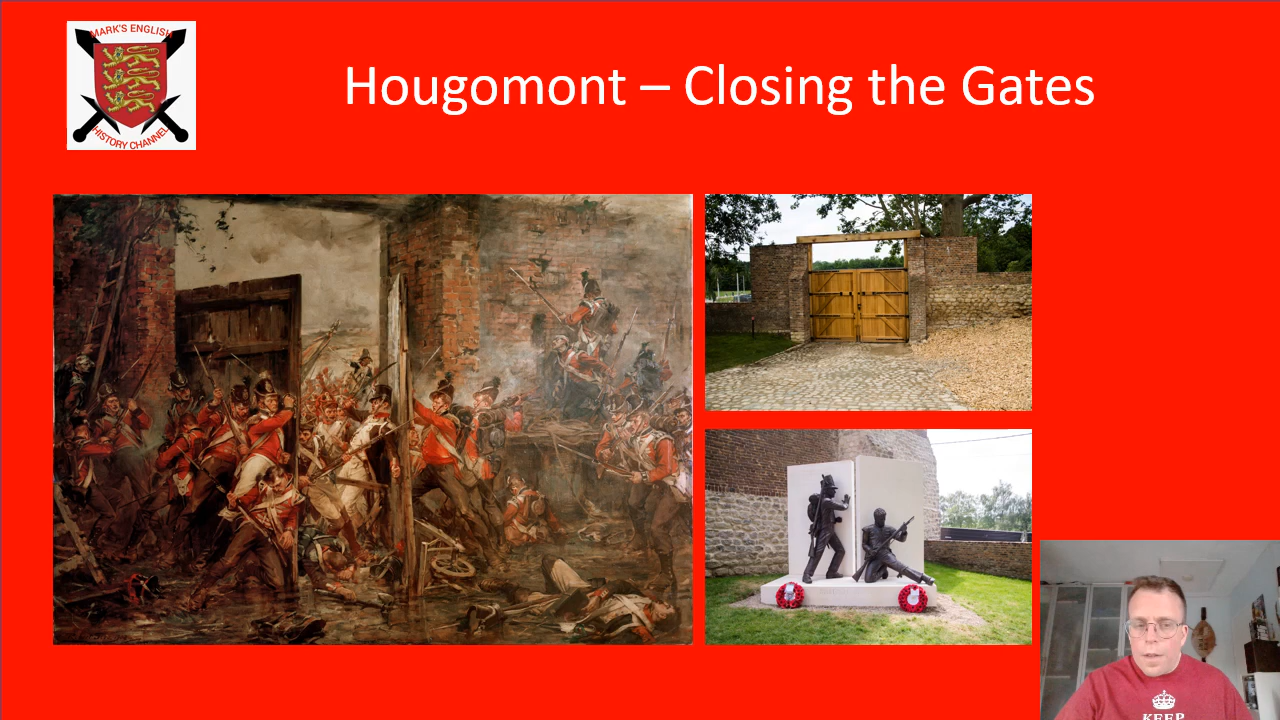 MARK'S ENGLISH
HISTORY CHANNEL
Hougomont – Closing the Gates
KEEP